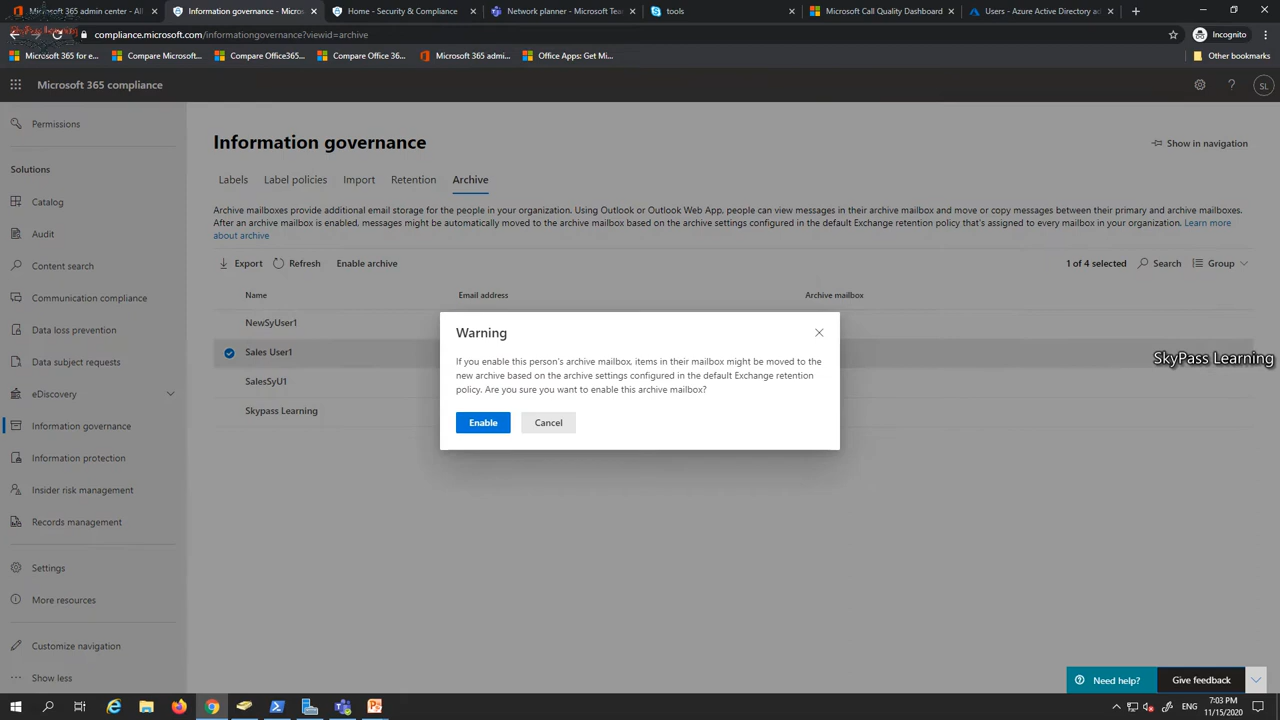 Microsoft 365 admin center - All
Information governance - Micros
Home - Security & Compliance
Network planner - Microsoft Team
tools
Microsoft Call Quality Dashboard
Users - Azure Active Directory ad
SkyPass Learning
compliance.microsoft.com/informationgovernance?viewid=archive
Incognito
Microsoft 365 for e...
Compare Microsoft...
Compare Office365...
Compare Office 36...
Microsoft 365 admi...
Office Apps: Get Mi...
Other bookmarks
Microsoft 365 compliance
SL
Permissions
Solutions
Catalog
Audit
Content search
Communication compliance
Data loss prevention
Data subject requests
eDiscovery
Information governance
Information protection
Insider risk management
Records management
Settings
More resources
Customize navigation
Show less
Information governance
Show in navigation
Labels
Label policies
Import
Retention
Archive
Archive mailboxes provide additional email storage for the people in your organization. Using Outlook or Outlook Web App, people can view messages in their archive mailbox and move or copy messages between their primary and archive mailboxes.
After an archive mailbox is enabled, messages might be automatically moved to the archive mailbox based on the archive settings configured in the default Exchange retention policy that's assigned to every mailbox in your organization. Learn more
about archive
Export
Refresh
Enable archive
1 of 4 selected
Search
Group
Name
Email address
Archive mailbox
NewSyUser1
Sales User1
SalesSyU1
Skypass Learning
Warning
If you enable this person's archive mailbox, items in their mailbox might be moved to the
new archive based on the archive settings configured in the default Exchange retention
policy. Are you sure you want to enable this archive mailbox?
Enable
Cancel
SkyPass Learning
Need help?
Give feedback
ENG
7:03 PM
11/15/2020